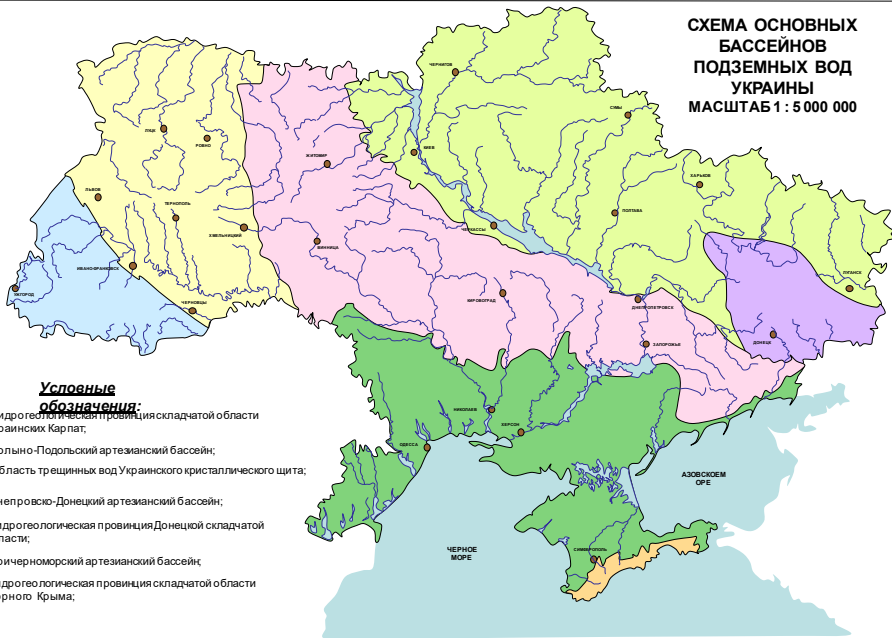 СХЕМА ОСНОВНЫХ
БАССЕЙНОВ
ПОДЗЕМНЫХ ВОД
УКРАИНЫ
МАСШТАБ 1 : 5 000 000
ЧЕРНИГОВ
СУМЫ
ЛУЦК
РОВНО
ЖИТОМИР
КИЕВ
ХАРЬКОВ
ЛЬВОВ
ТЕРНОПОЛЬ
ПОЛТАВА
ХМЕЛЬНИЦКИЙ
ВИННИЦА
ЧЕРКАССЫ
ИВАНО-ФРАНКОВСК
ЛУГАНСК
УЖГОРОД
ЧЕРНОВЦЫ
КИРОВОГРАД
ДНЕПРОПЕТРОВСК
ЗАПОРОЖЬЕ
ДОНЕЦК
НИКОЛАЕВ
ХЕРСОН
ОДЕССА
АЗОВСКОЕМ
ОРЕ
ЧЕРНОЕ
МОРЕ
СИМФЕРОПОЛЬ
Условные
обозначения:
идрогеологическая провинция складчатой области
раинских Карпат;
олыно-Подольский артезианский бассейн;
бласть трещинных вод Украинского кристаллического щита;
непровско-Донецкий артезианский бассейн;
идрогеологическая провинция Донецкой складчатой
ласти;
ричерноморский артезианский бассейн;
идрогеологическая провинция складчатой области
орного Крыма;